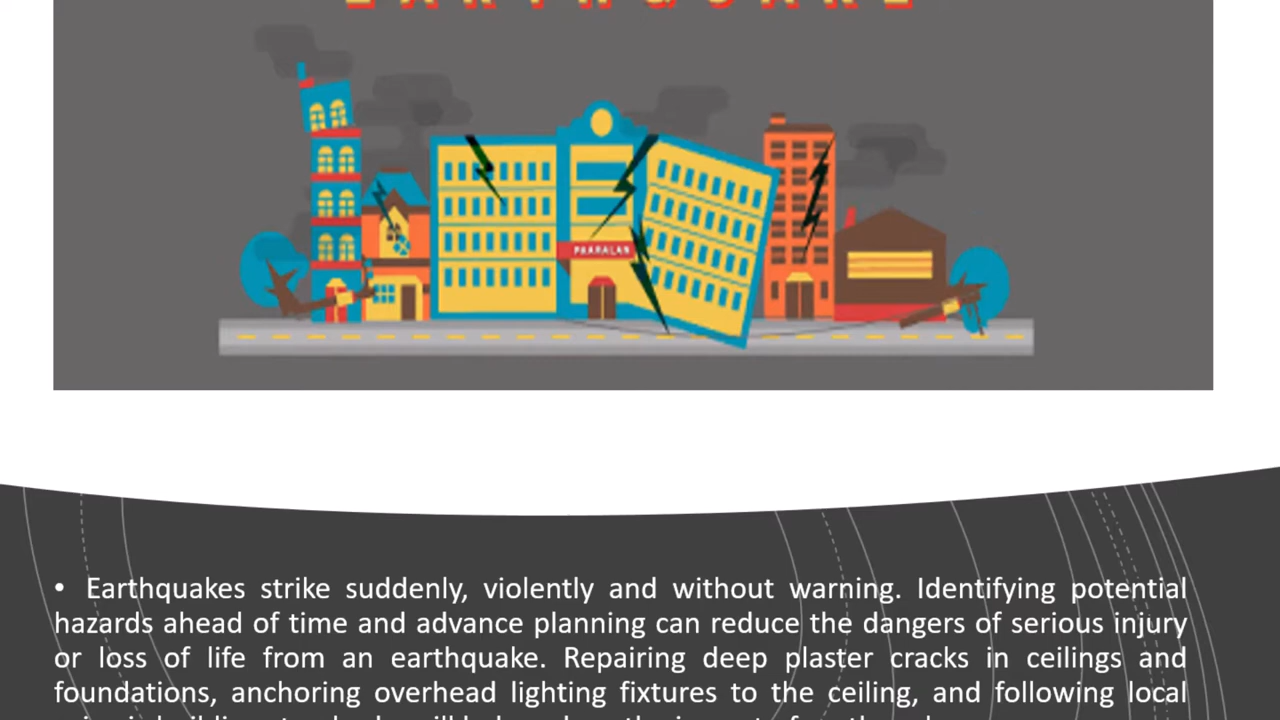 EARTHQUAKE
PAARALAN
• Earthquakes strike suddenly, violently and without warning. Identifying potential
hazards ahead of time and advance planning can reduce the dangers of serious injury
or loss of life from an earthquake. Repairing deep plaster cracks in ceilings and
foundations, anchoring overhead lighting fixtures to the ceiling, and following local